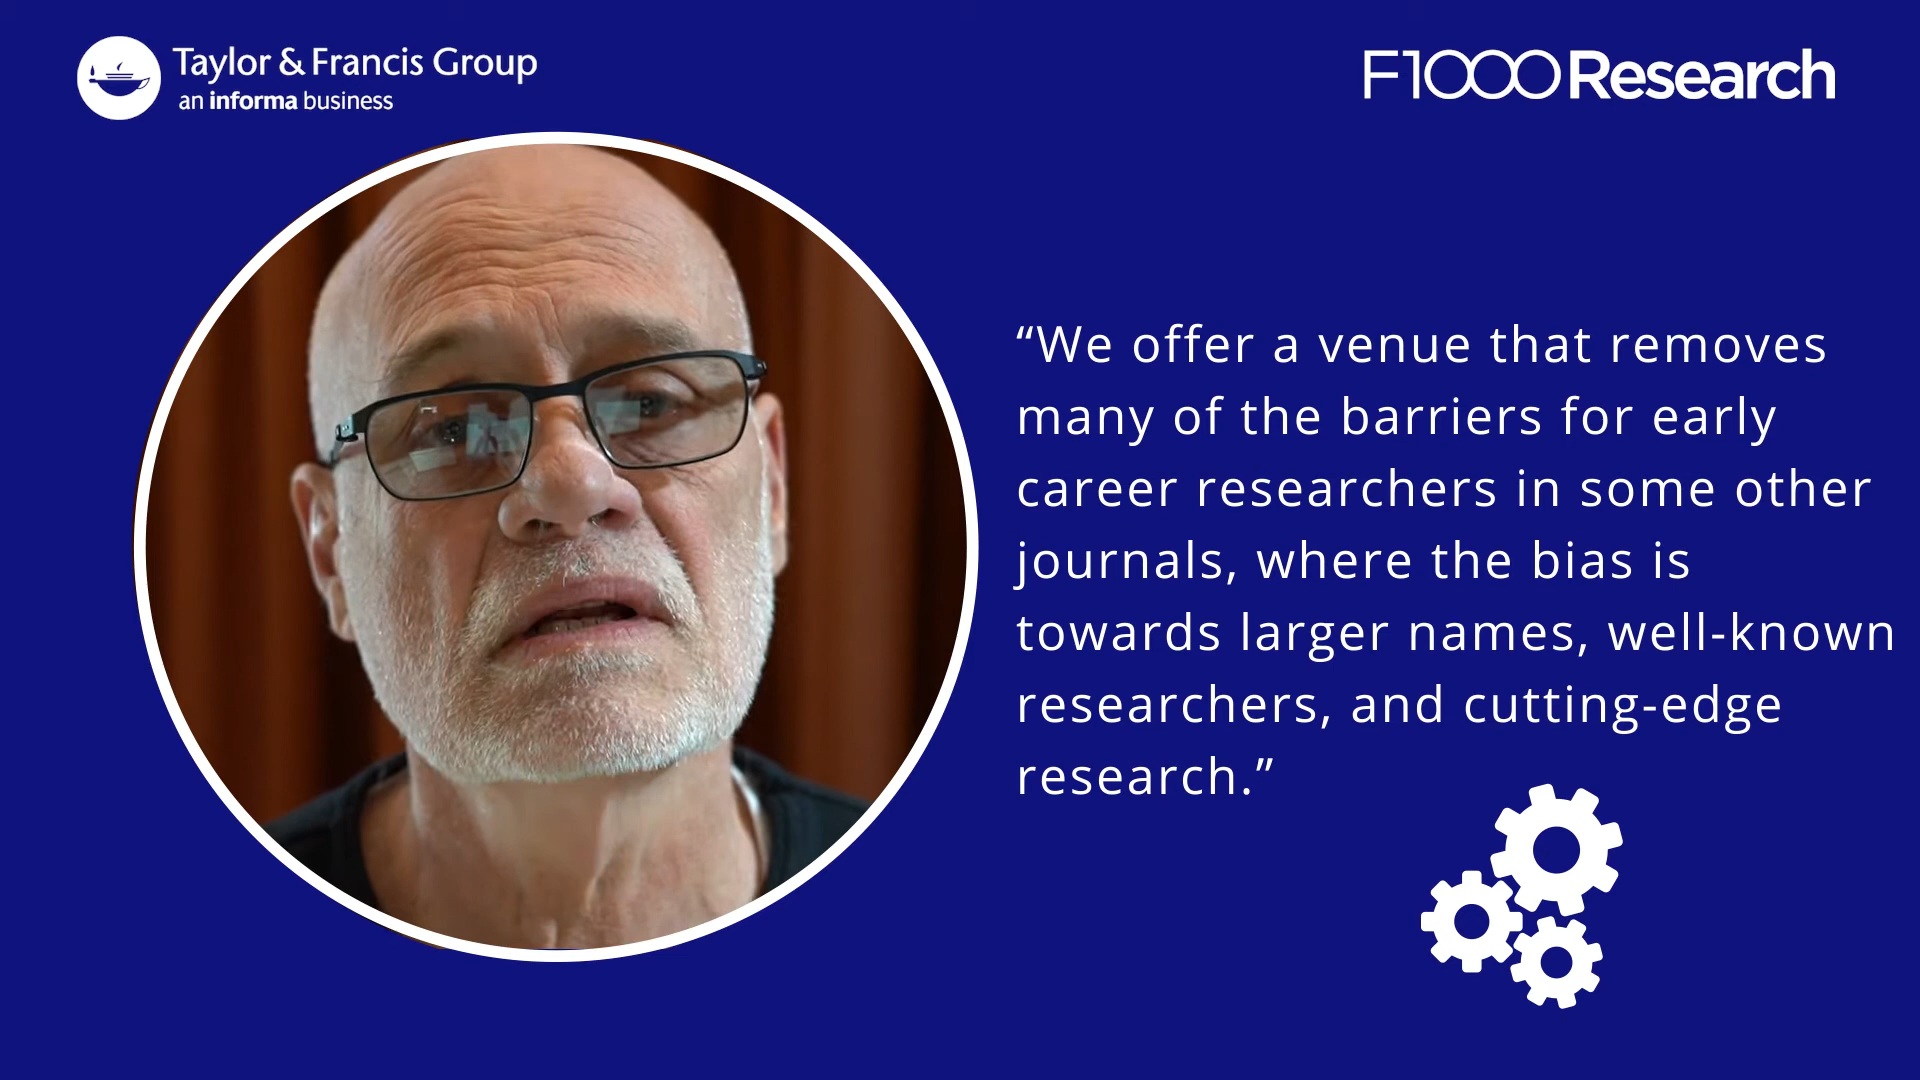 Taylor & Francis Group
an informa business
F1000Research
“We offer a venue that removes
many of the barriers for early
career researchers in some other
journals, where the bias is
towards larger names, well-known
researchers, and cutting-edge
research.”